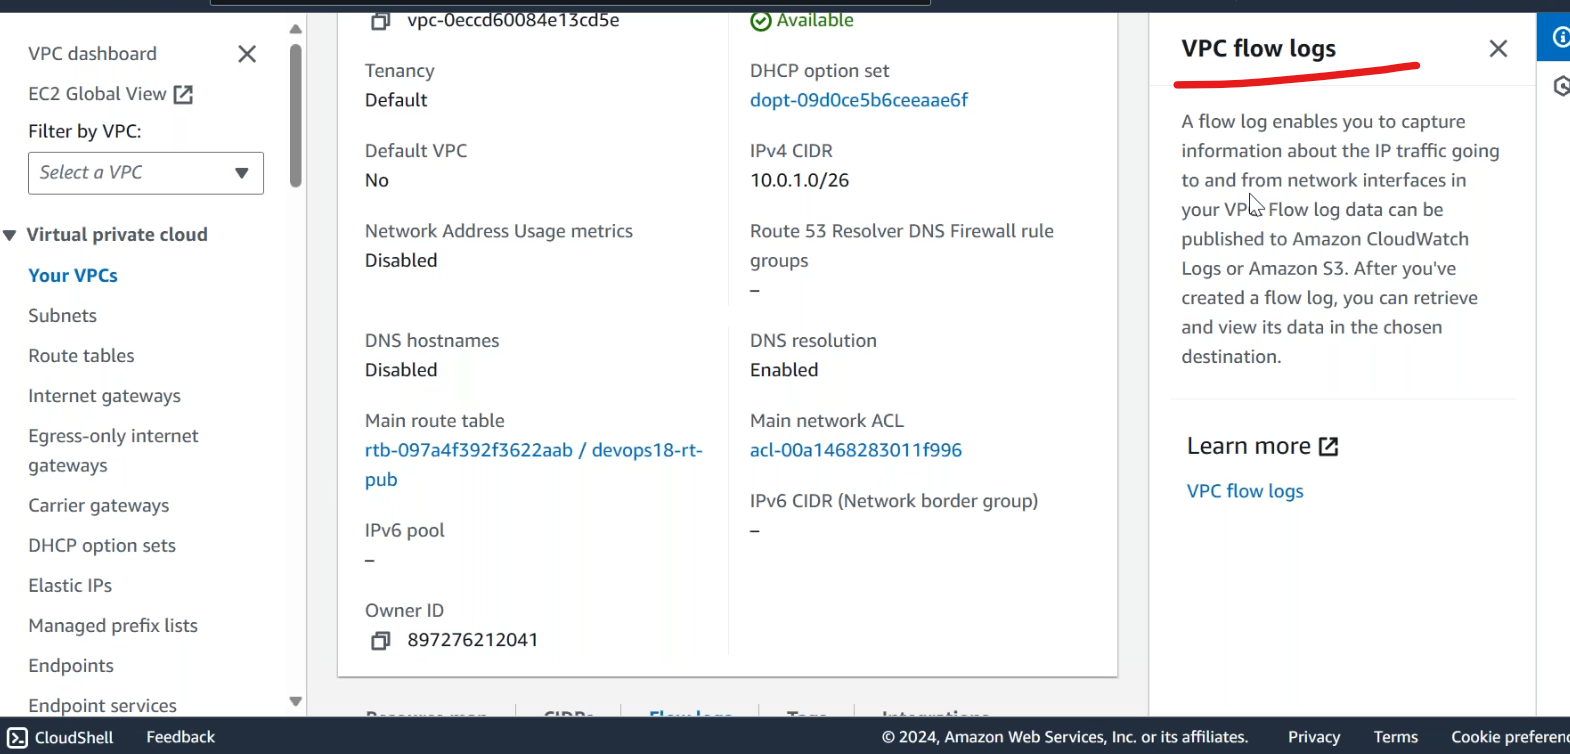 VPC dashboard
EC2 Global View
Filter by VPC:
Select a VPC
Virtual private cloud
Your VPCs
Subnets
Route tables
Internet gateways
Egress-only internet
gateways
Carrier gateways
DHCP option sets
Elastic IPs
Managed prefix lists
Endpoints
Endpoint services
vpc-0eccd60084e13cd5e
Available
Tenancy
Default
DHCP option set
dopt-09d0ce5b6ceeaae6f
Default VPC
No
IPv4 CIDR
10.0.1.0/26
Network Address Usage metrics
Disabled
Route 53 Resolver DNS Firewall rule
groups
–
DNS hostnames
Disabled
DNS resolution
Enabled
Main route table
rtb-097a4f392f3622aab / devops18-rt-
pub
Main network ACL
acl-00a1468283011f996
IPv6 pool
–
IPv6 CIDR (Network border group)
–
Owner ID
897276212041
Resource map
CIDRs
Flow logs
Tags
Integrations
VPC flow logs
A flow log enables you to capture
information about the IP traffic going
to and from network interfaces in
your VPC. Flow log data can be
published to Amazon CloudWatch
Logs or Amazon S3. After you've
created a flow log, you can retrieve
and view its data in the chosen
destination.
Learn more
VPC flow logs
CloudShell
Feedback
© 2024, Amazon Web Services, Inc. or its affiliates.
Privacy
Terms
Cookie preferenc